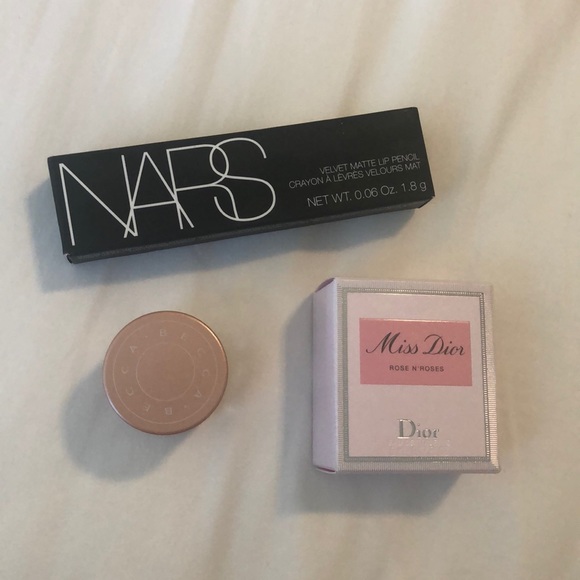 NARS
VELVET MATTE LIP PENCIL
CRAYON À LÈVRES VELOURS MAT
NET WT. 0.06 Oz. 1.8 g
BECCA · BECCA ·
Miss Dior
ROSE N'ROSES
Dior